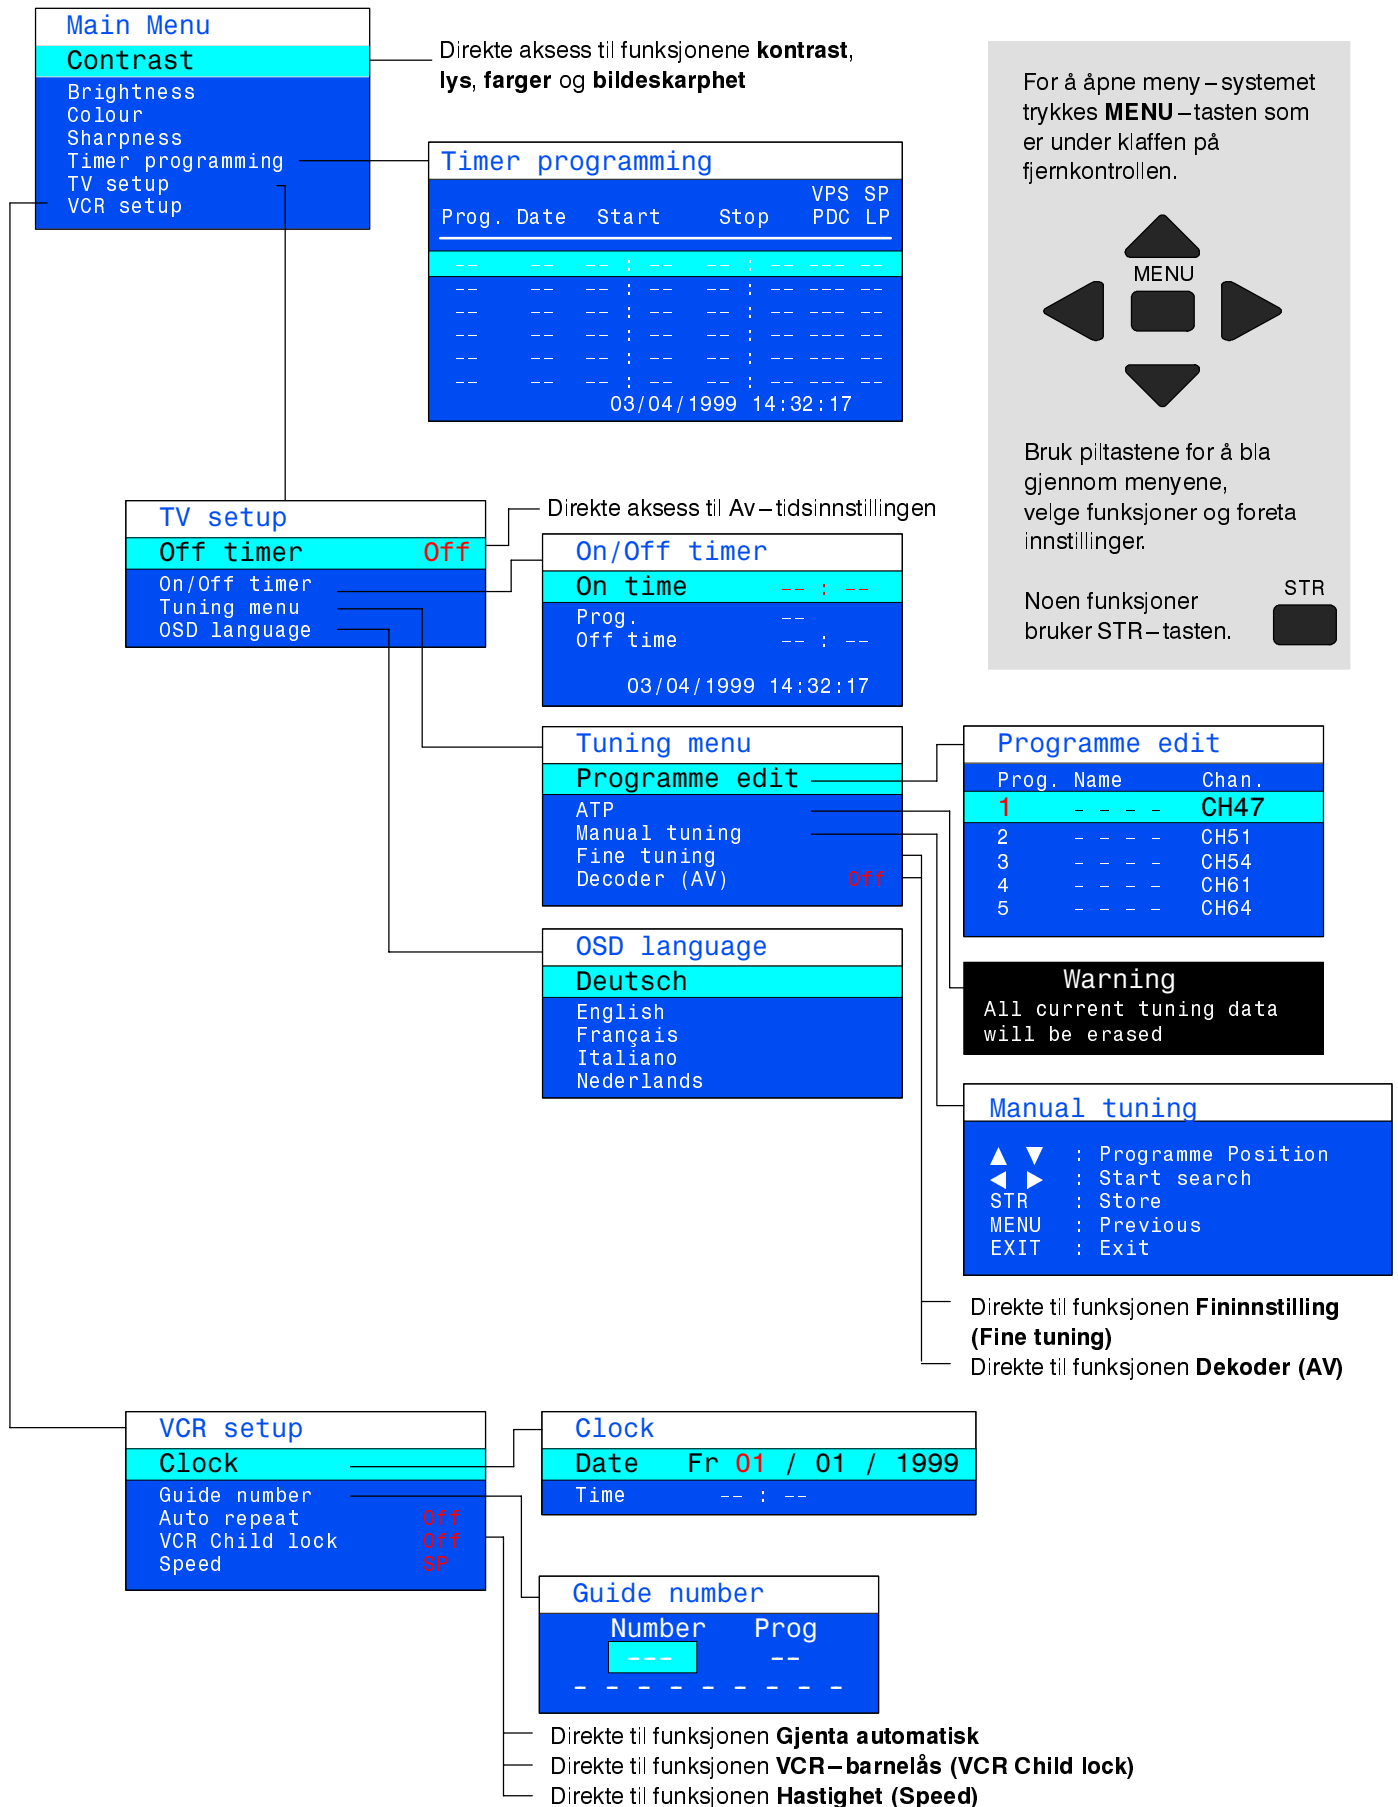 Main Menu
Contrast
Brightness
Colour
Sharpness
Timer programming
TV setup
VCR setup
Direkte aksess til funksjonene kontrast,
lys, farger og bildeskarphet
For å åpne meny–systemet
trykkes MENU–tasten som
er under klaffen på
fjernkontrollen.
MENU
Bruk piltastene for å bla
gjennom menyene,
velge funksjoner og foreta
innstillinger.
Noen funksjoner
bruker STR–tasten.
STR
Timer programming
VPS SP
Prog. Date Start Stop PDC LP
-- -- -- : -- -- : -- --- --
-- -- -- : -- -- : -- --- --
-- -- -- : -- -- : -- --- --
-- -- -- : -- -- : -- --- --
-- -- -- : -- -- : -- --- --
-- -- -- : -- -- : -- --- --
03/04/1999 14:32:17
TV setup
Off timer Off
On/Off timer
Tuning menu
OSD language
Direkte aksess til Av–tidsinnstillingen
On/Off timer
On time -- : --
Prog. --
Off time -- : --
03/04/1999 14:32:17
Tuning menu
Programme edit
ATP
Manual tuning
Fine tuning
Decoder (AV) Off
Programme edit
Prog. Name Chan.
1 - - - - CH47
2 - - - - CH51
3 - - - - CH54
4 - - - - CH61
5 - - - - CH64
OSD language
Deutsch
English
Français
Italiano
Nederlands
Warning
All current tuning data
will be erased
Manual tuning
▲ ▼ : Programme Position
◀ ▶ : Start search
STR : Store
MENU : Previous
EXIT : Exit
Direkte til funksjonen Fininnstilling
(Fine tuning)
Direkte til funksjonen Dekoder (AV)
VCR setup
Clock
Guide number
Auto repeat Off
VCR Child lock Off
Speed SP
Clock
Date Fr 01 / 01 / 1999
Time -- : --
Guide number
Number Prog
--- --
- - - - - - - - -
Direkte til funksjonen Gjenta automatisk
Direkte til funksjonen VCR–barnelås (VCR Child lock)
Direkte til funksjonen Hastighet (Speed)